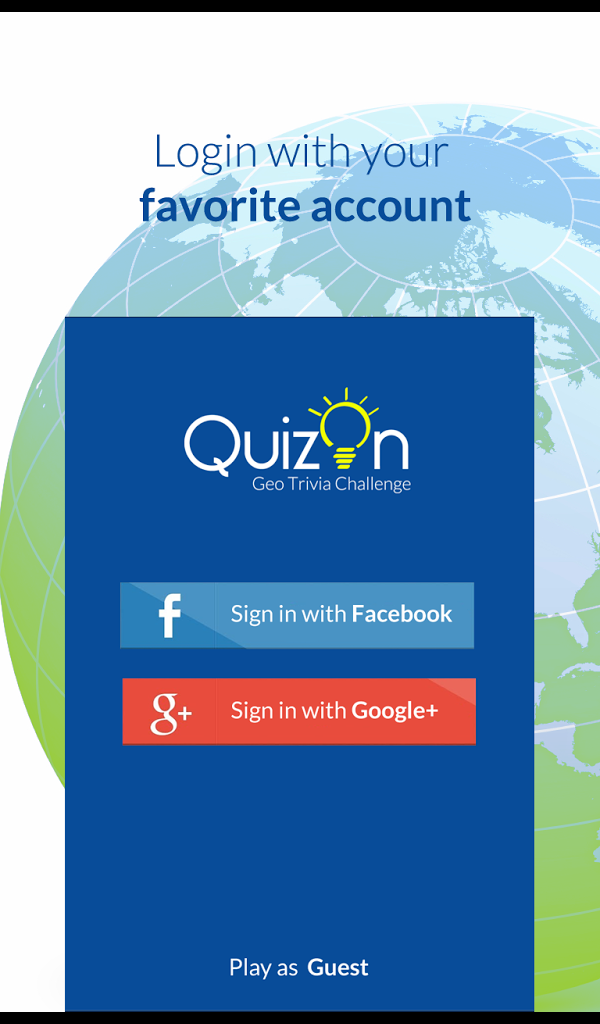 Login with your
favorite account
QuizOn
Geo Trivia Challenge
f Sign in with Facebook
g+ Sign in with Google+
Play as Guest